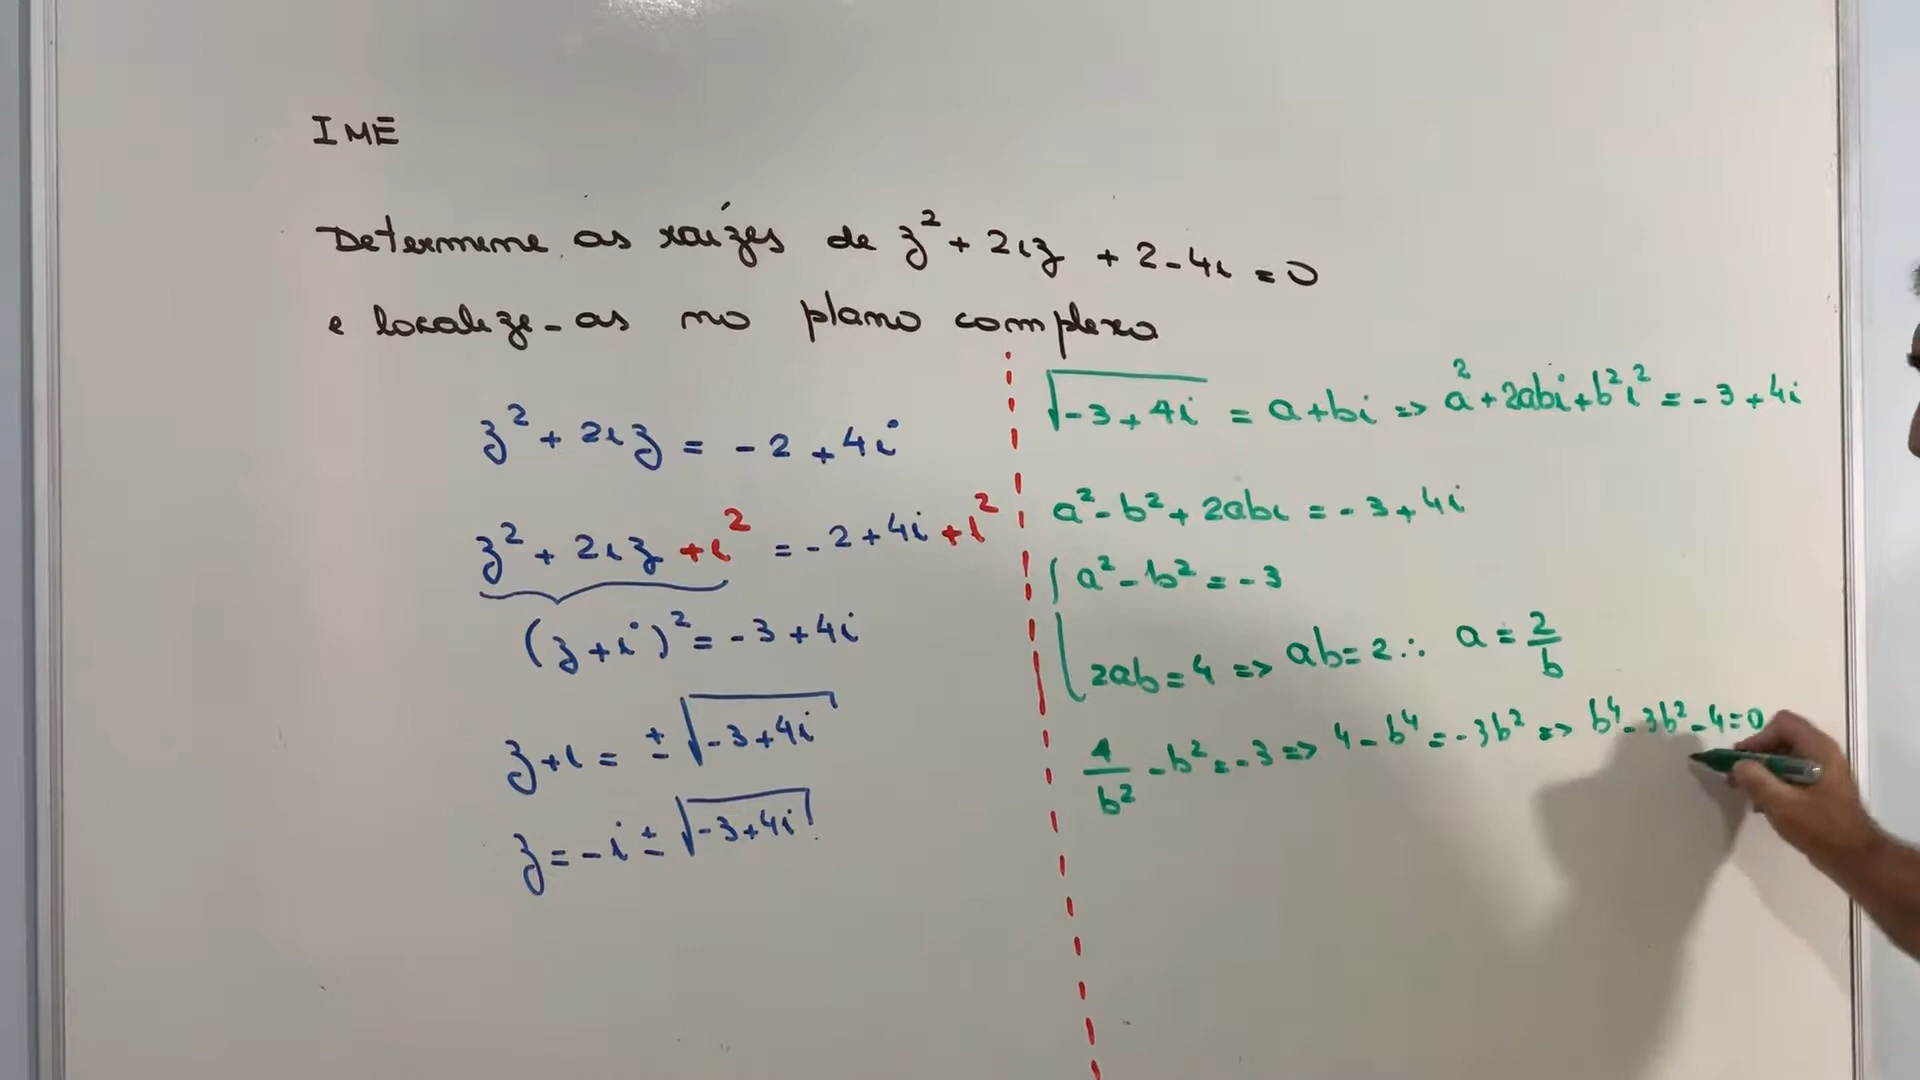 IME
Determine as raízes de z² + 2iz + 2 - 4i = 0
e localize-as no plano complexo
z² + 2iz = -2 + 4i
z² + 2iz + i² = -2 + 4i + i²
(z + i)² = -3 + 4i
z + i = ± √-3 + 4i
z = -i ± √-3 + 4i
√-3 + 4i = a + bi => a² + 2abi + b²i² = -3 + 4i
a² - b² + 2abi = -3 + 4i
{ a² - b² = -3
2ab = 4 => ab = 2 ∴ a = 2/b
4/b² - b² = -3 => 4 - b⁴ = -3b² => b⁴ - 3b² - 4 = 0